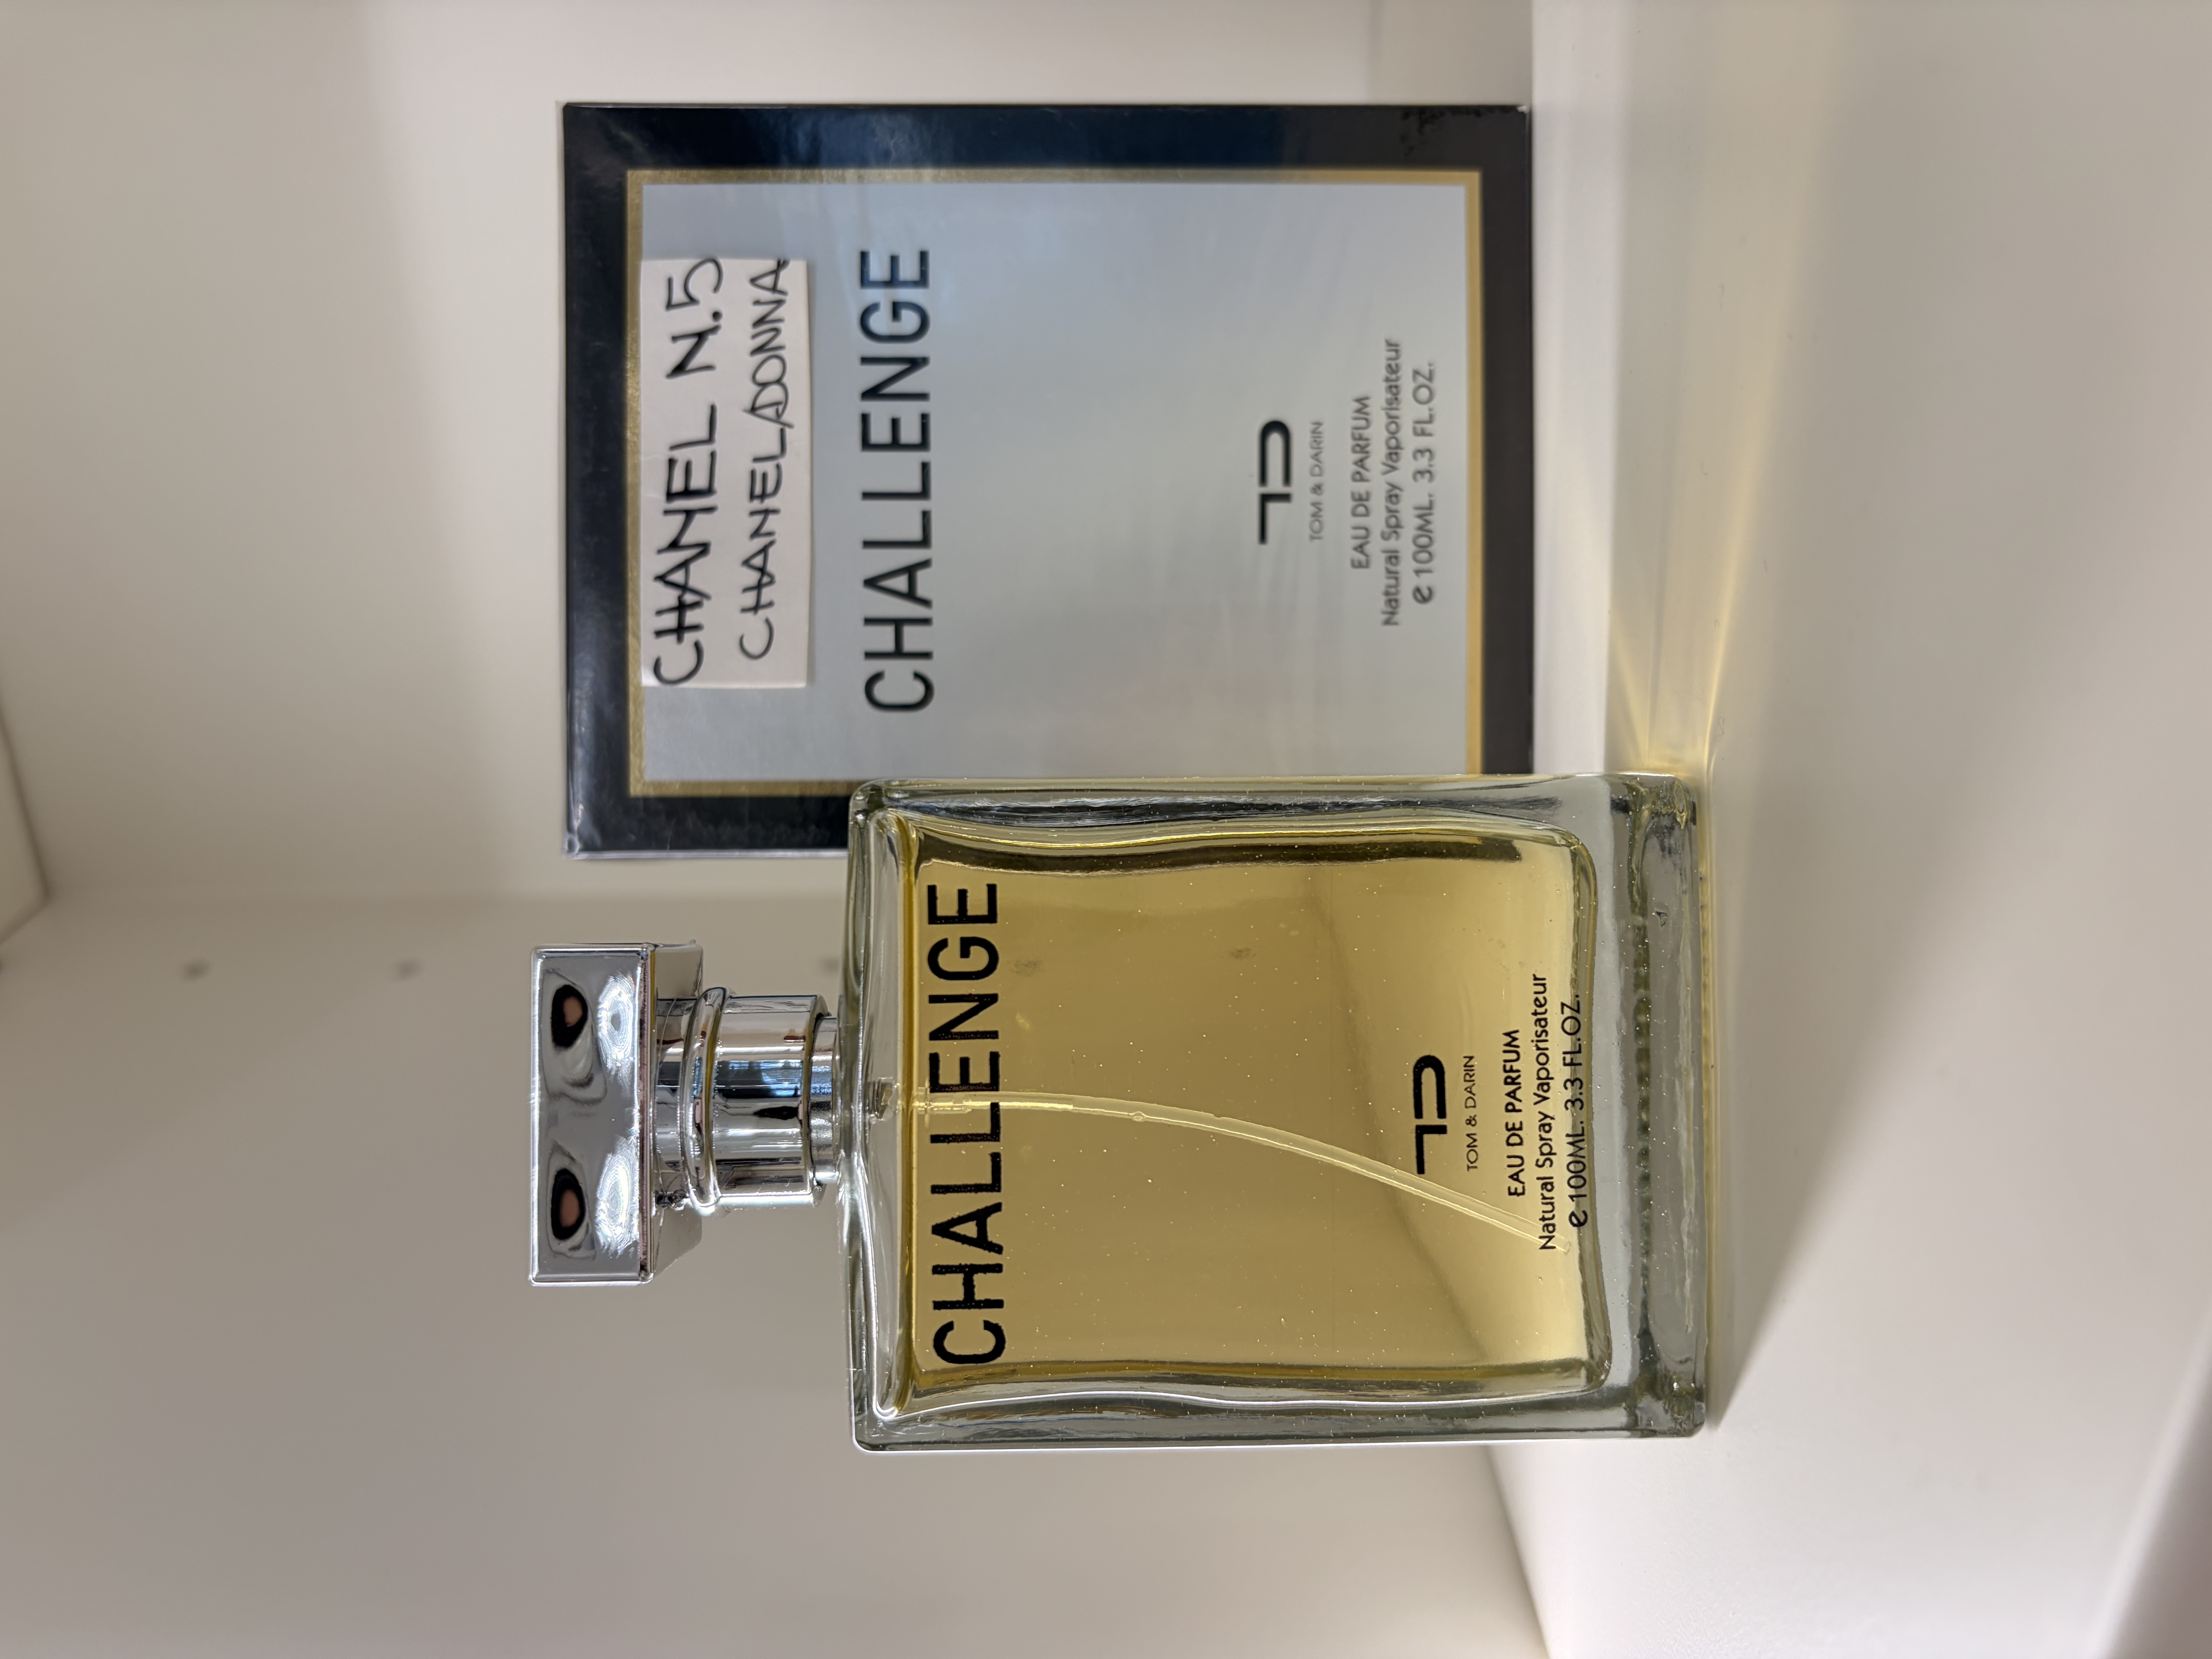 CHANEL N.5
CHANEL/DONNA
CHALLENGE
TOM & DARIN
EAU DE PARFUM
Natural Spray Vaporisateur
e 100ML. 3.3 FL.OZ.
CHALLENGE
TOM & DARIN
EAU DE PARFUM
Natural Spray Vaporisateur
e 100ML. 3.3 FL.OZ.